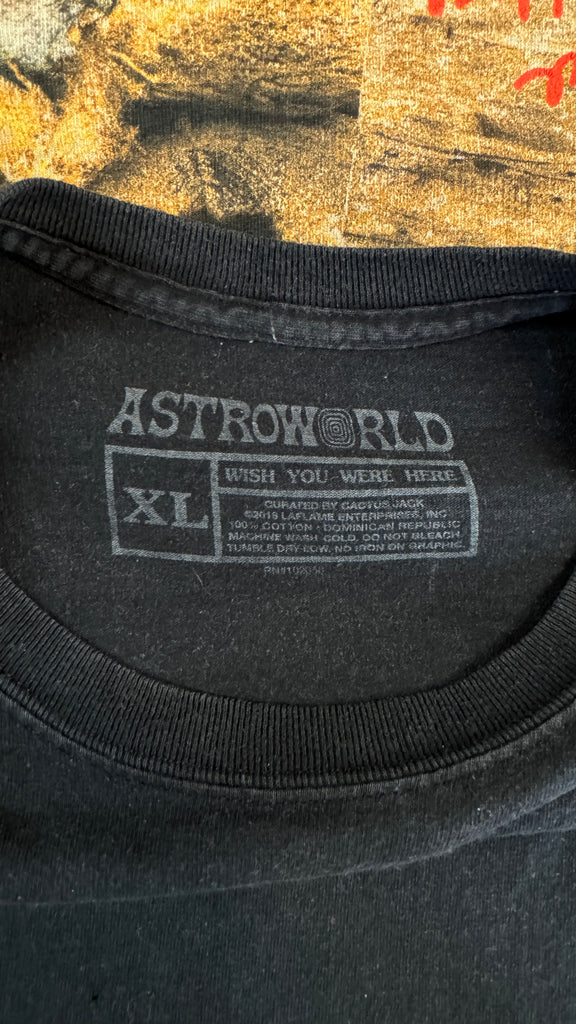 ASTROWORLD
XL
WISH YOU WERE HERE
CURATED BY CACTUS JACK
©2018 LAFLAME ENTERPRISES, INC
100% COTTON • DOMINICAN REPUBLIC
MACHINE WASH COLD. DO NOT BLEACH.
TUMBLE DRY LOW. NO IRON ON GRAPHIC.